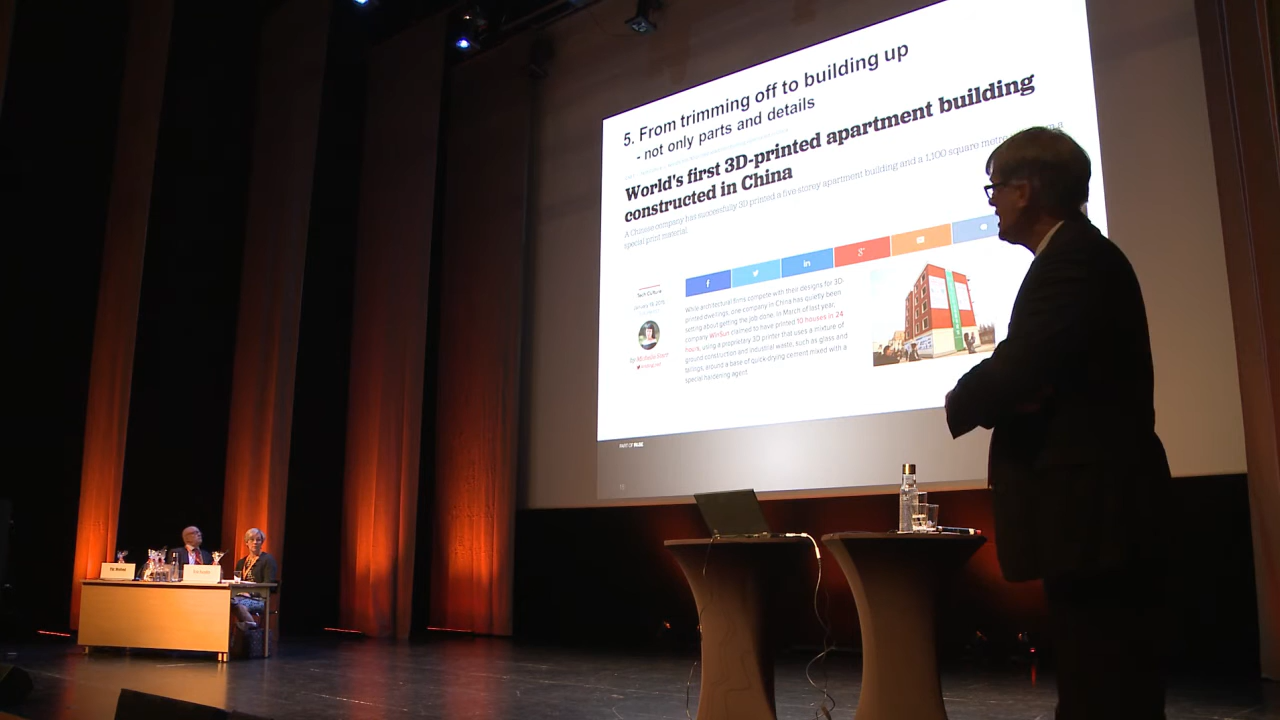 5. From trimming off to building up
- not only parts and details
World's first 3D-printed apartment building
constructed in China
A Chinese company has successfully 3D printed a five storey apartment building and a 1,100 square metre
special print material.
f
in
g+
Tech Culture
While architectural firms compete with their designs for 3D-
printed dwellings, one company in China has quietly been
setting about getting the job done. In March of last year,
company WinSun claimed to have printed 10 houses in 24
hours, using a proprietary 3D printer that uses a mixture of
ground construction and industrial waste, such as glass and
tailings, around a base of quick-drying cement mixed with a
special hardening agent.
by Michelle Starr